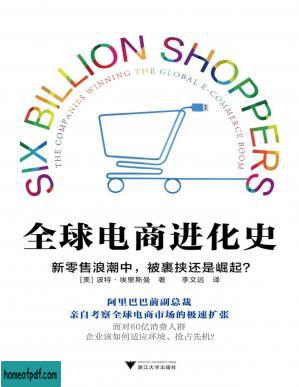 SIX BILLION SHOPPERS
THE COMPANIES WINNING THE GLOBAL E-COMMERCE BOOM
全球电商进化史
新零售浪潮中，被裹挟还是崛起？
[美] 波特·埃里斯曼 著 李文远 译
阿里巴巴前副总裁
亲自考察全球电商市场的极速扩张
面对60亿消费人群
企业该如何适应环境，抢占先机？
浙江大学出版社
homeofpdf.com